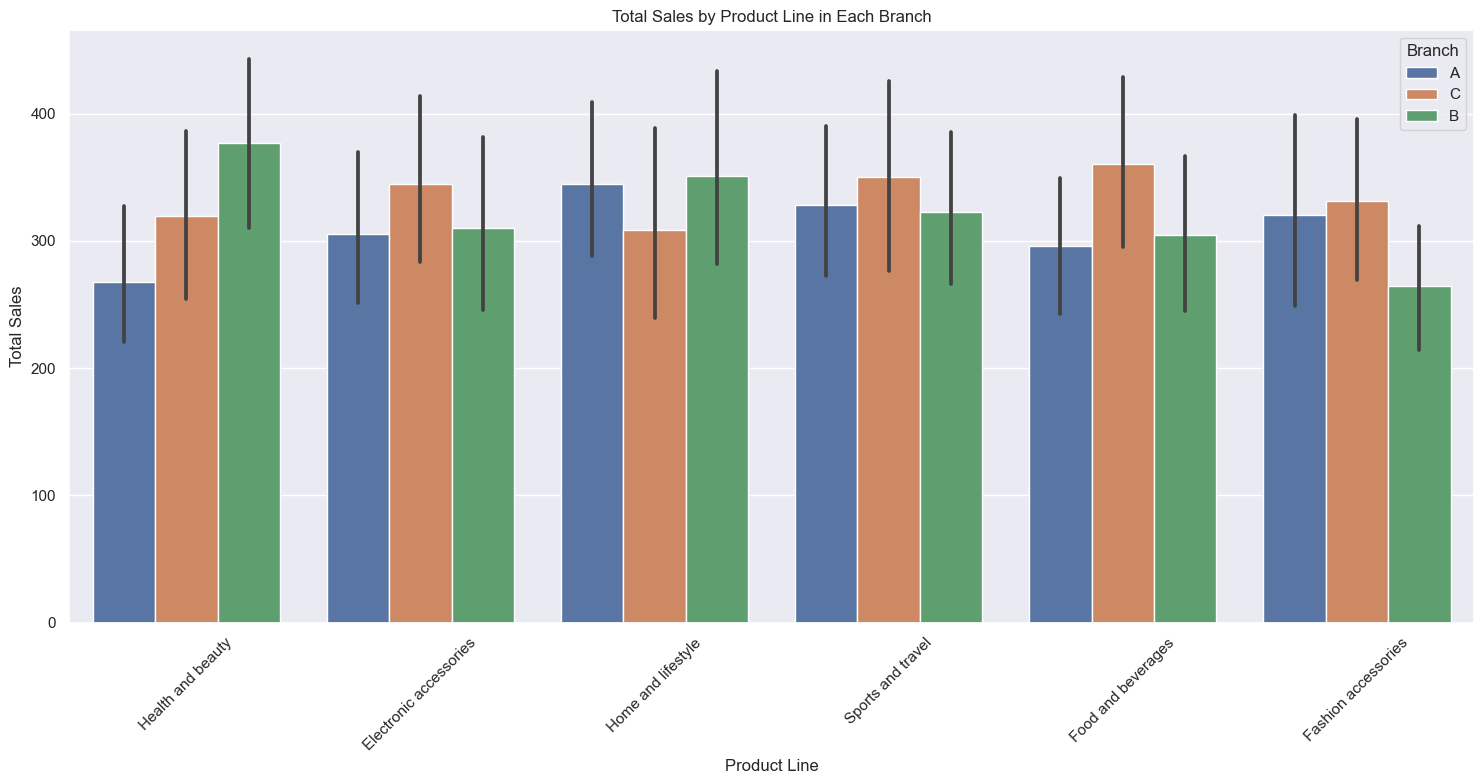 Total Sales by Product Line in Each Branch
Branch
A
C
B
Total Sales
400
300
200
100
0
Health and beauty
Electronic accessories
Home and lifestyle
Sports and travel
Food and beverages
Fashion accessories
Product Line